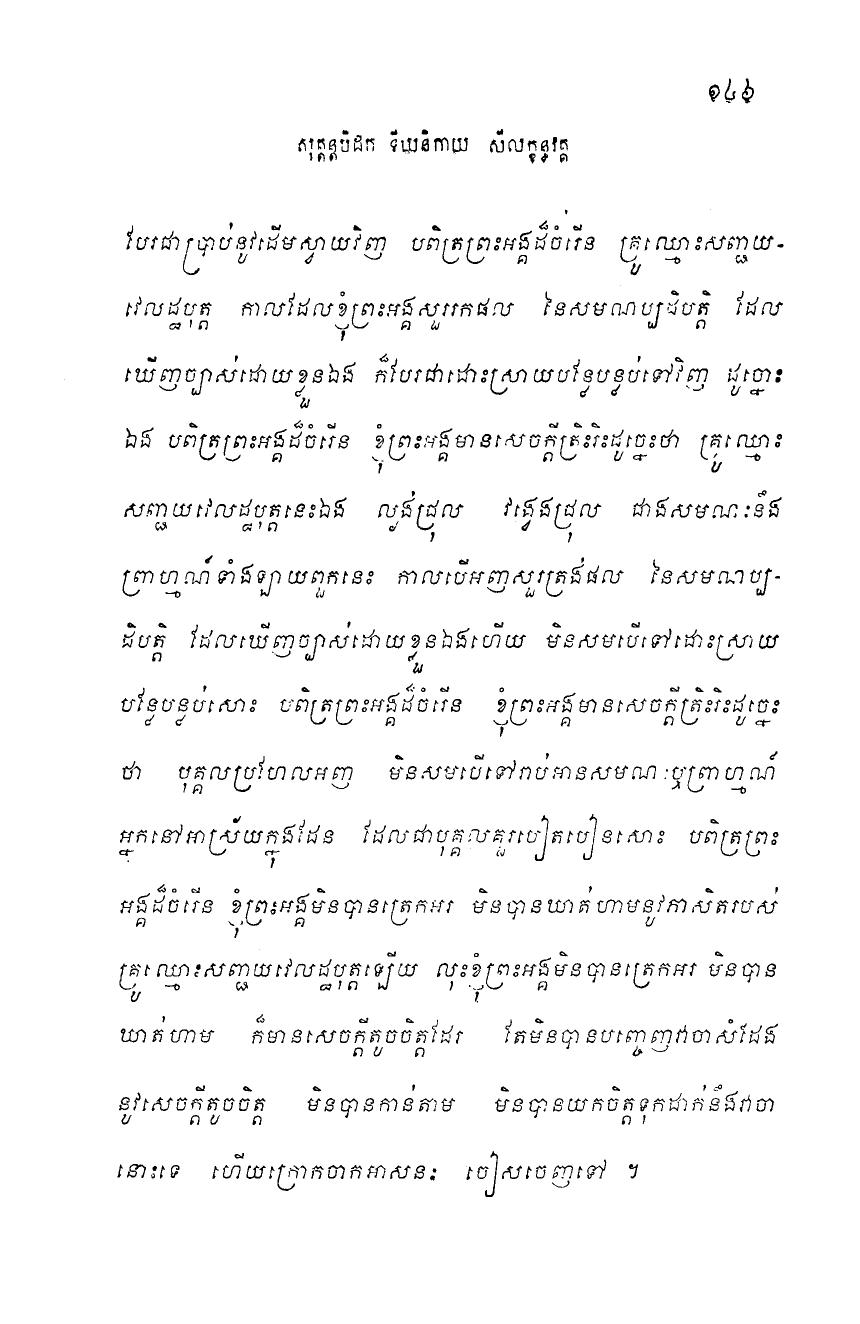 ១៤៦
សុត្តន្តបិដក ទីឃនិកាយ សីលក្ខន្ធវគ្គ
បែរជាប្រាប់នូវដើមស្វាយវិញ បពិត្រព្រះអង្គដ៏ចំរើន គ្រូឈ្មោះសញ្ជយ-
វេលដ្ឋបុត្ត កាលដែលខ្ញុំព្រះអង្គសួររកផល នៃសមណប្បដិបត្តិ ដែល
ឃើញច្បាស់ដោយខ្លួនឯង ក៏បែរជាដោះស្រាយបន្លែបន្លប់ទៅវិញ ដូច្នោះ
ឯង បពិត្រព្រះអង្គដ៏ចំរើន ខ្ញុំព្រះអង្គមានសេចក្តីត្រិះរិះដូច្នេះថា គ្រូឈ្មោះ
សញ្ជយវេលដ្ឋបុត្តនេះឯង ល្ងង់ជ្រុល វង្វេងជ្រុល ជាងសមណៈនឹង
ព្រាហ្មណ៍ទាំងឡាយពួកនេះ កាលបើអញសួរត្រង់ផល នៃសមណប្ប-
ដិបត្តិ ដែលឃើញច្បាស់ដោយខ្លួនឯងហើយ មិនសមបើទៅដោះស្រាយ
បន្លែបន្លប់សោះ បពិត្រព្រះអង្គដ៏ចំរើន ខ្ញុំព្រះអង្គមានសេចក្តីត្រិះរិះដូច្នេះ
ថា បុគ្គលប្រហែលអញ មិនសមបើទៅរាប់អានសមណៈឬព្រាហ្មណ៍
អ្នកនៅអាស្រ័យក្នុងដែន ដែលជាបុគ្គលគួរបៀតបៀនសោះ បពិត្រព្រះ
អង្គដ៏ចំរើន ខ្ញុំព្រះអង្គមិនបានត្រេកអរ មិនបានឃាត់ហាមនូវភាសិតរបស់
គ្រូឈ្មោះសញ្ជយវេលដ្ឋបុត្តឡើយ លុះខ្ញុំព្រះអង្គមិនបានត្រេកអរ មិនបាន
ឃាត់ហាម ក៏មានសេចក្តីតូចចិត្តដែរ តែមិនបានបញ្ចេញវាចាសំដែង
នូវសេចក្តីតូចចិត្ត មិនបានកាន់តាម មិនបានយកចិត្តទុកដាក់នឹងវាចា
នោះទេ ហើយក្រោកចាកអាសនៈ ចៀសចេញទៅ ។